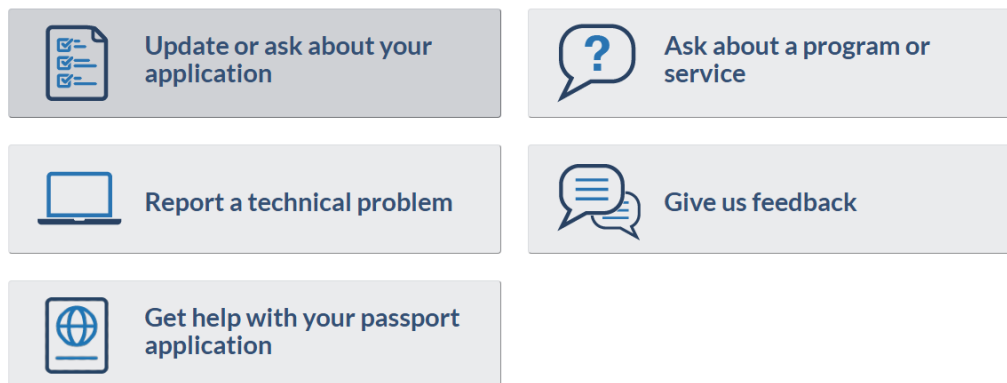 Update or ask about your
application
Ask about a program or
service
Report a technical problem
Give us feedback
Get help with your passport
application